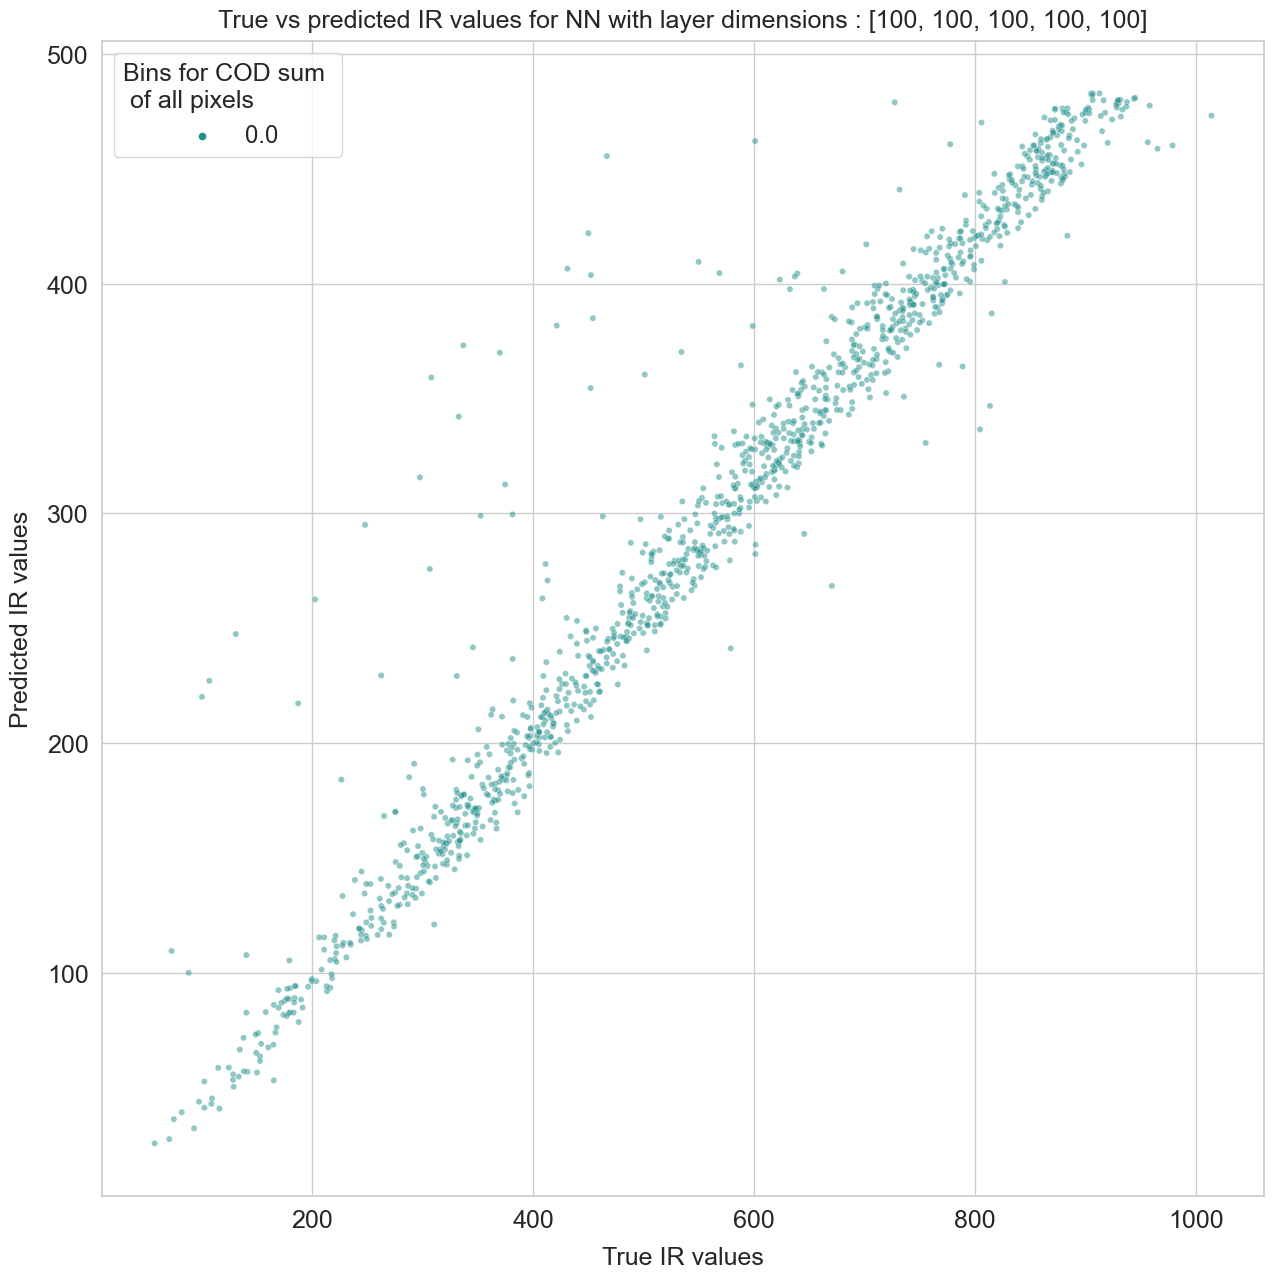 True vs predicted IR values for NN with layer dimensions : [100, 100, 100, 100, 100]
Bins for COD sum
of all pixels
0.0
500
400
300
200
100
Predicted IR values
200 400 600 800 1000
True IR values